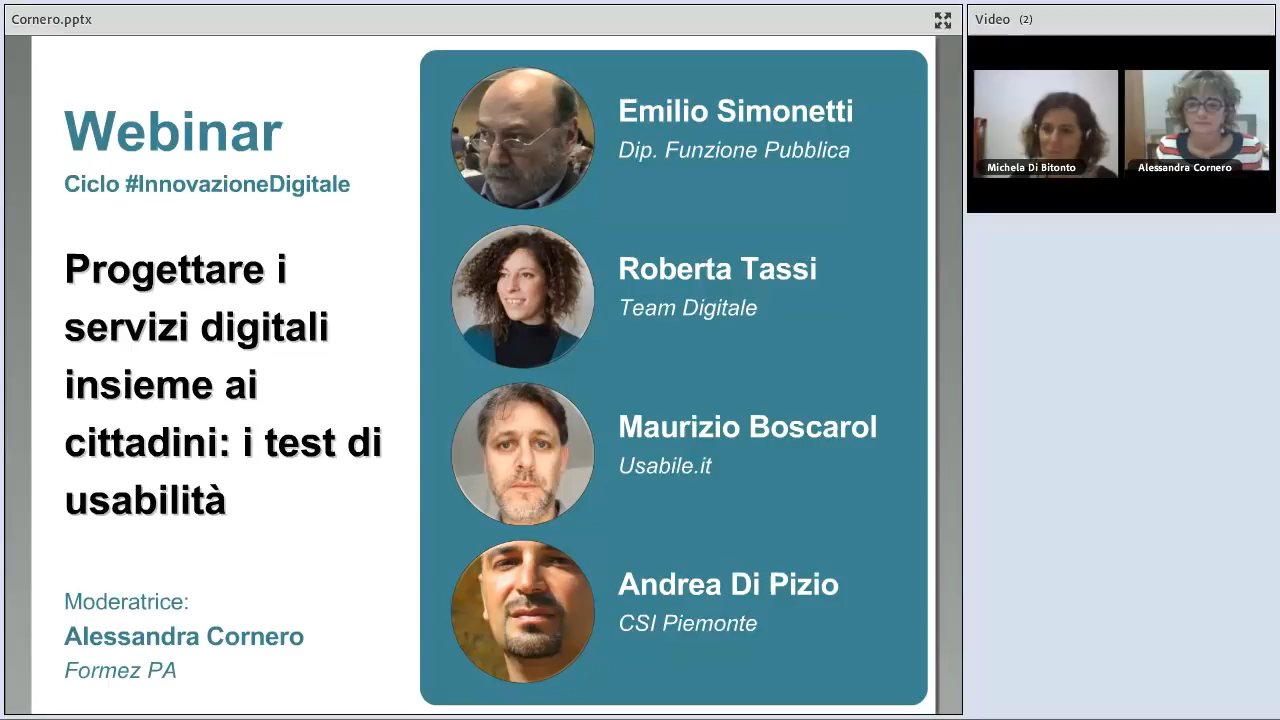 Cornero.pptx
Webinar
Ciclo #InnovazioneDigitale
Progettare i
servizi digitali
insieme ai
cittadini: i test di
usabilità
Moderatrice:
Alessandra Cornero
Formez PA
Emilio Simonetti
Dip. Funzione Pubblica
Roberta Tassi
Team Digitale
Maurizio Boscarol
Usabile.it
Andrea Di Pizio
CSI Piemonte
Video (2)
Michela Di Bitonto
Alessandra Cornero